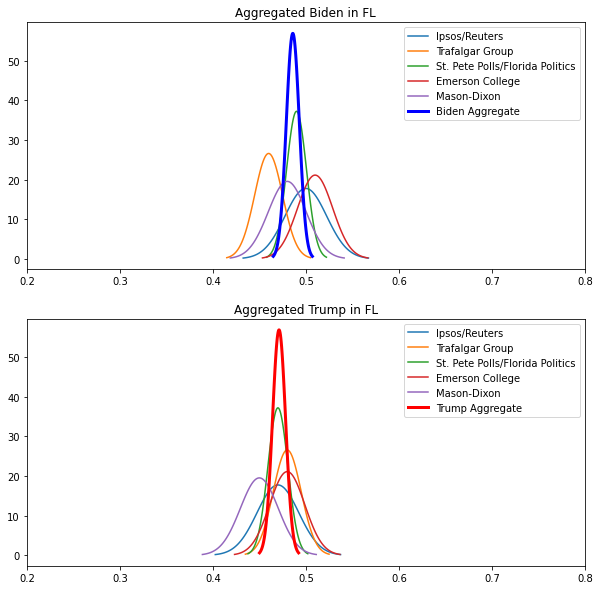 Aggregated Biden in FL
Ipsos/Reuters
Trafalgar Group
St. Pete Polls/Florida Politics
Emerson College
Mason-Dixon
Biden Aggregate
50
40
30
20
10
0
0.2 0.3 0.4 0.5 0.6 0.7 0.8
Aggregated Trump in FL
Ipsos/Reuters
Trafalgar Group
St. Pete Polls/Florida Politics
Emerson College
Mason-Dixon
Trump Aggregate
50
40
30
20
10
0
0.2 0.3 0.4 0.5 0.6 0.7 0.8